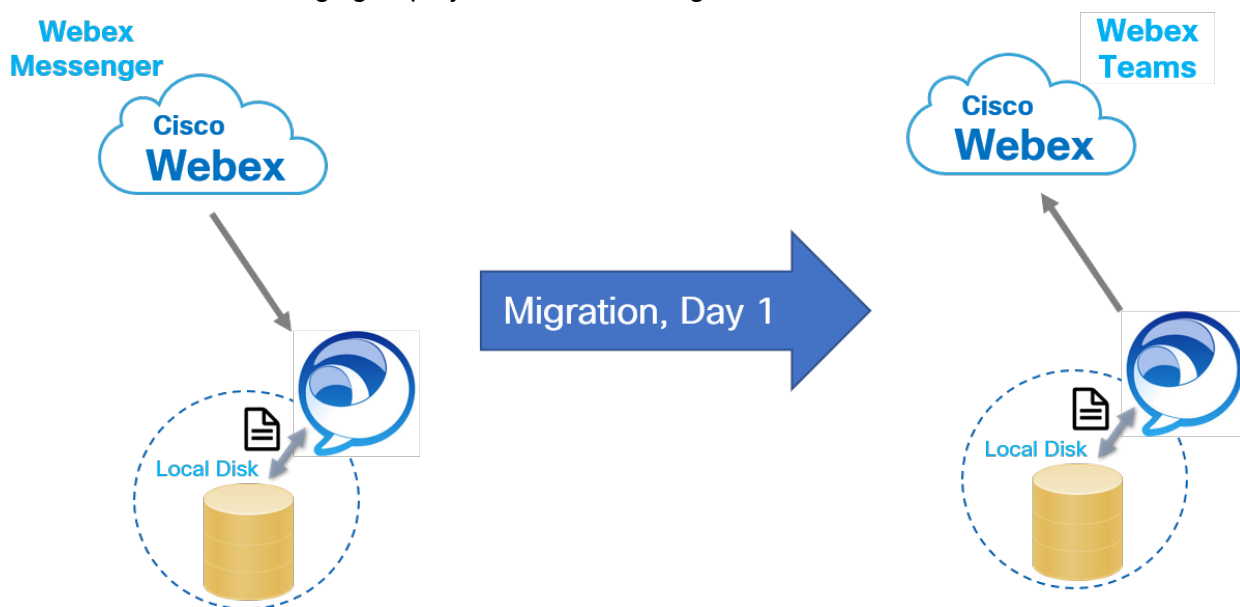 Webex
Messenger
Cisco
Webex
Local Disk
Migration, Day 1
Webex
Teams
Cisco
Webex
Local Disk